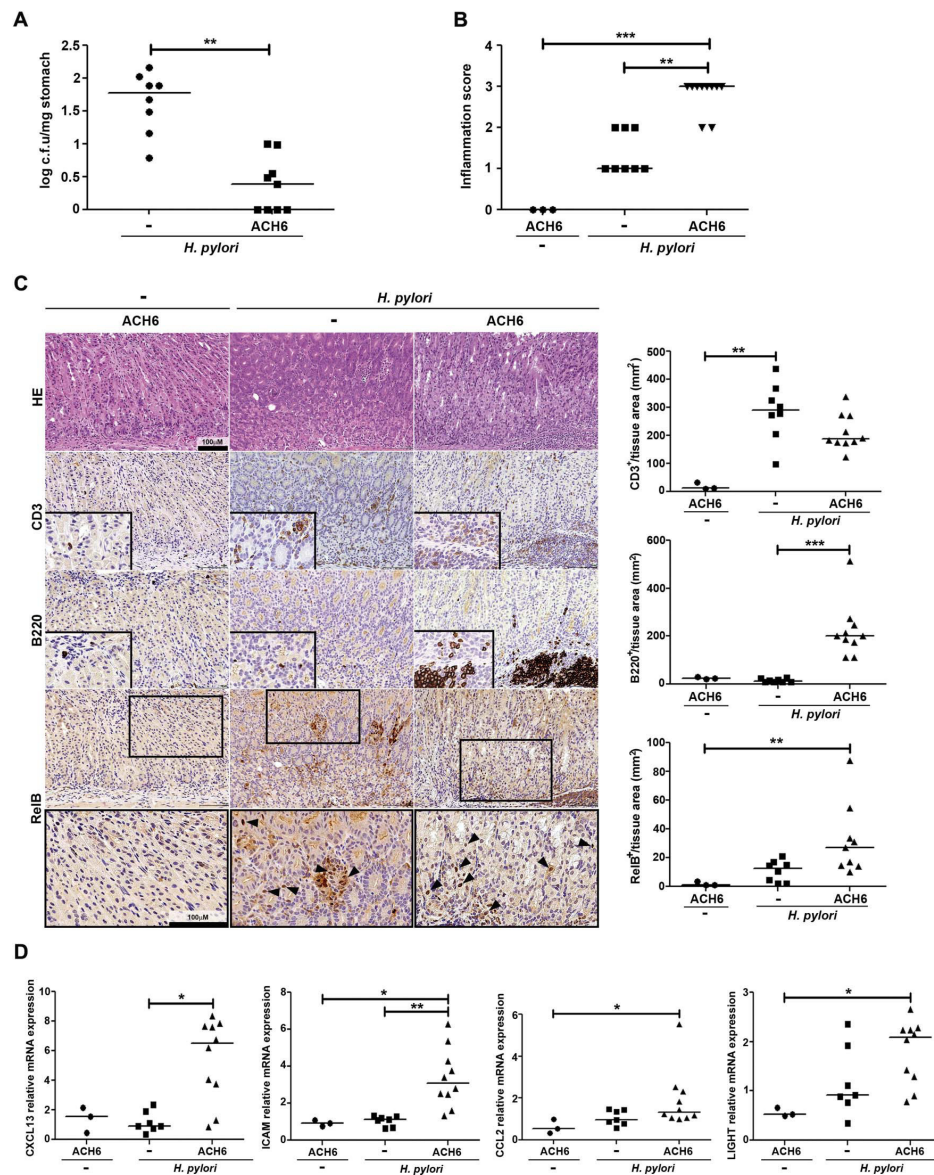 A
log c.f.u/mg stomach
2.5
2
1.5
1
0.5
0
**
- ACH6
H. pylori
B
Inflammation score
4
3
2
1
0
***
**
ACH6 - ACH6
- H. pylori
C
- H. pylori
ACH6 - ACH6
HE
100μM
CD3
B220
RelB
100μM
CD3+/tissue area (mm2)
500
400
300
200
100
0
**
ACH6 - ACH6
- H. pylori
B220+/tissue area (mm2)
600
400
200
0
***
ACH6 - ACH6
- H. pylori
RelB+/tissue area (mm2)
100
80
60
40
20
0
**
ACH6 - ACH6
- H. pylori
D
CXCL13 relative mRNA expression
10
8
6
4
2
0
*
ACH6 - ACH6
- H. pylori
ICAM relative mRNA expression
8
6
4
2
0
*
**
ACH6 - ACH6
- H. pylori
CCL2 relative mRNA expression
6
4
2
0
*
ACH6 - ACH6
- H. pylori
LIGHT relative mRNA expression
3
2
1
0
*
ACH6 - ACH6
- H. pylori